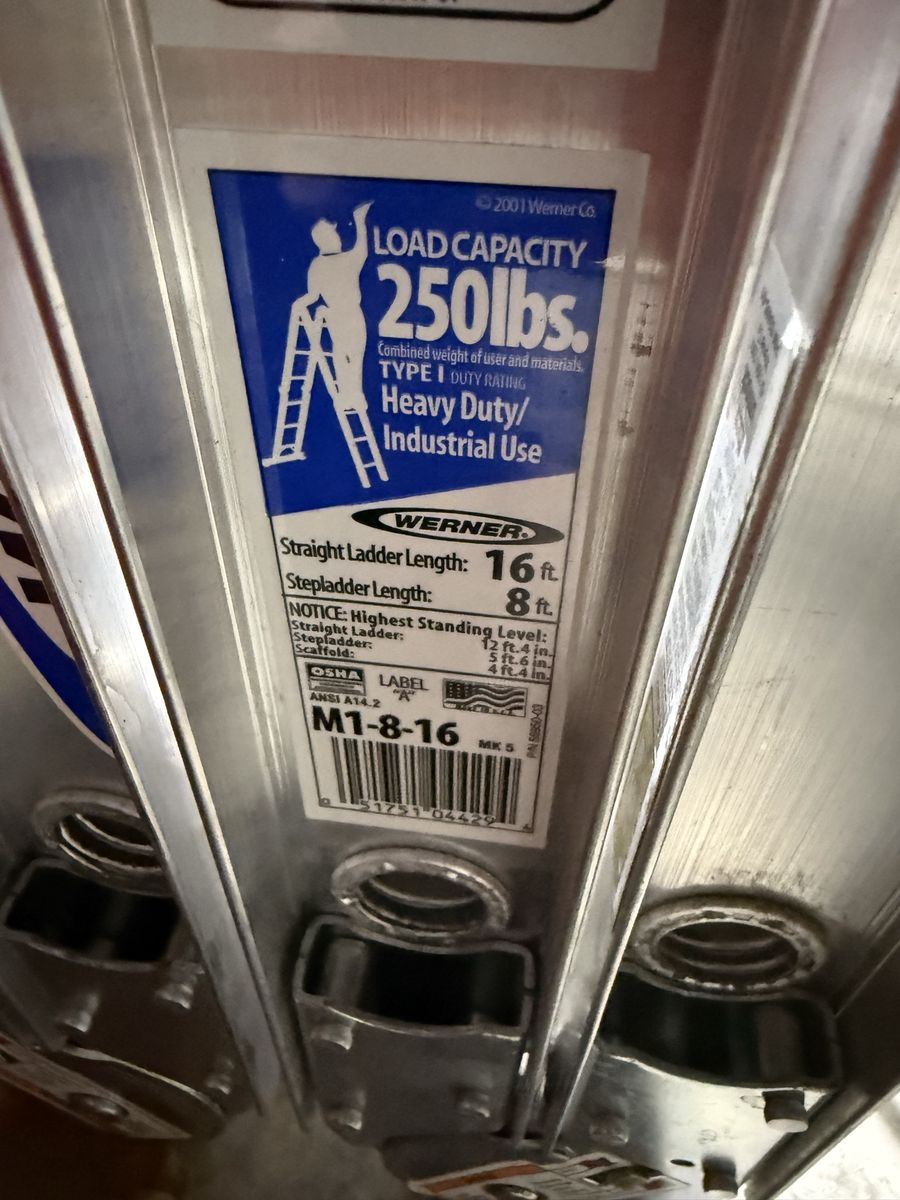 © 2001 Werner Co.
LOAD CAPACITY
250lbs.
Combined weight of user and materials.
TYPE I DUTY RATING
Heavy Duty/
Industrial Use
WERNER®
Straight Ladder Length: 16 ft.
Stepladder Length: 8 ft.
NOTICE: Highest Standing Level:
Straight Ladder: 12 ft.4 in.
Stepladder: 5 ft.6 in.
Scaffold: 4 ft.4 in.
OSHA
LABEL
"A"
ANSI A14.2
M1-8-16 MK 5
51751 04429